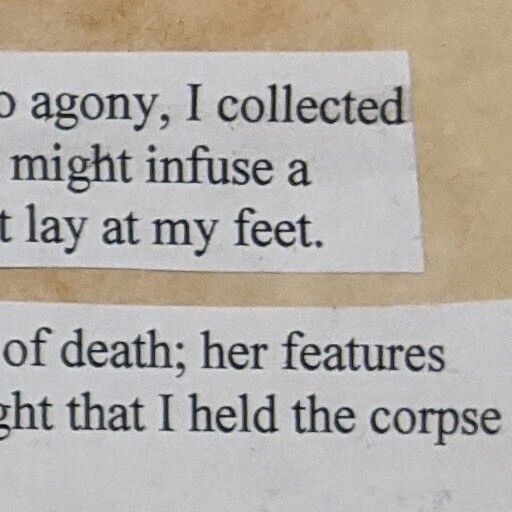 o agony, I collected
might infuse a
t lay at my feet.
of death; her features
ght that I held the corpse